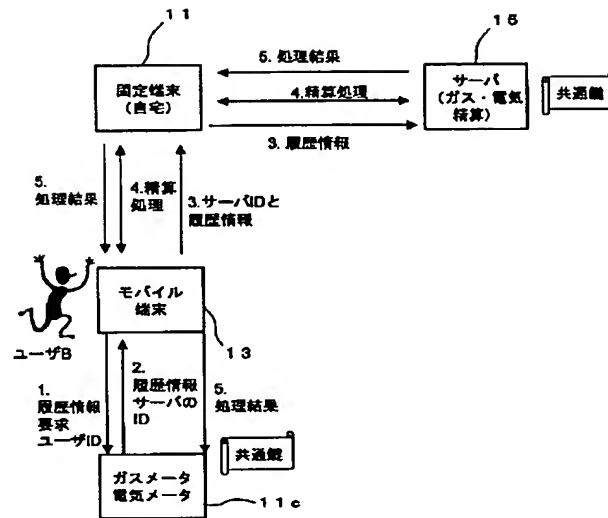 11
15
固定端末
(自宅)
5. 処理結果
4.精算処理
3. 履歴情報
サーバ
(ガス・電気
精算)
共通鍵
5.
処理結果
4.精算
処理
3.サーバIDと
履歴情報
モバイル
端末
13
ユーザB
1.
履歴情報
要求
ユーザID
2.
履歴情報
サーバの
ID
5.
処理結果
共通鍵
ガスメータ
電気メータ
11c